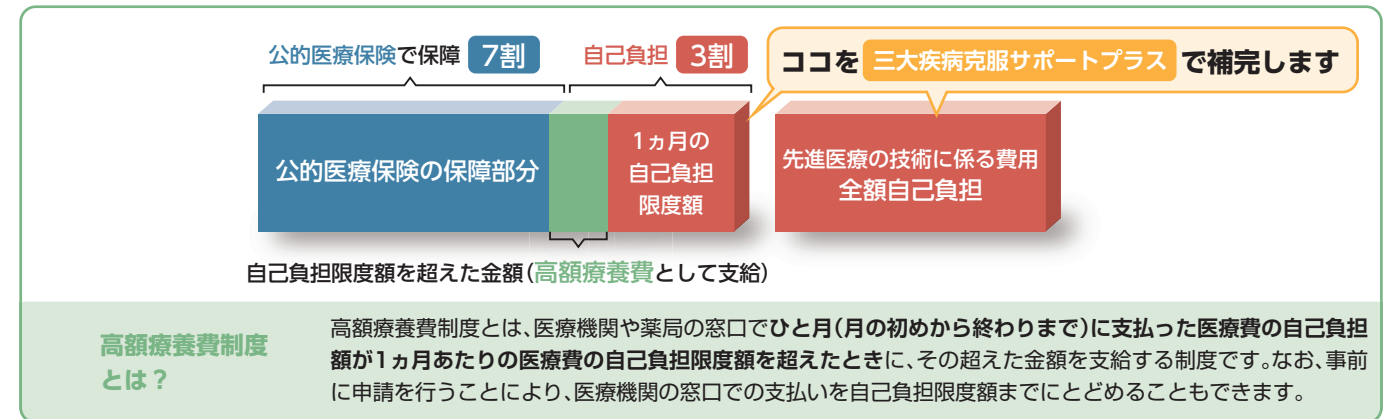 公的医療保険で保障 7割
自己負担 3割
ココを 三大疾病克服サポートプラス で補完します
公的医療保険の保障部分
1ヵ月の
自己負担
限度額
先進医療の技術に係る費用
全額自己負担
自己負担限度額を超えた金額(高額療養費として支給)
高額療養費制度
とは?
高額療養費制度とは、医療機関や薬局の窓口でひと月(月の初めから終わりまで)に支払った医療費の自己負担
額が1ヵ月あたりの医療費の自己負担限度額を超えたときに、その超えた金額を支給する制度です。なお、事前
に申請を行うことにより、医療機関の窓口での支払いを自己負担限度額までにとどめることもできます。